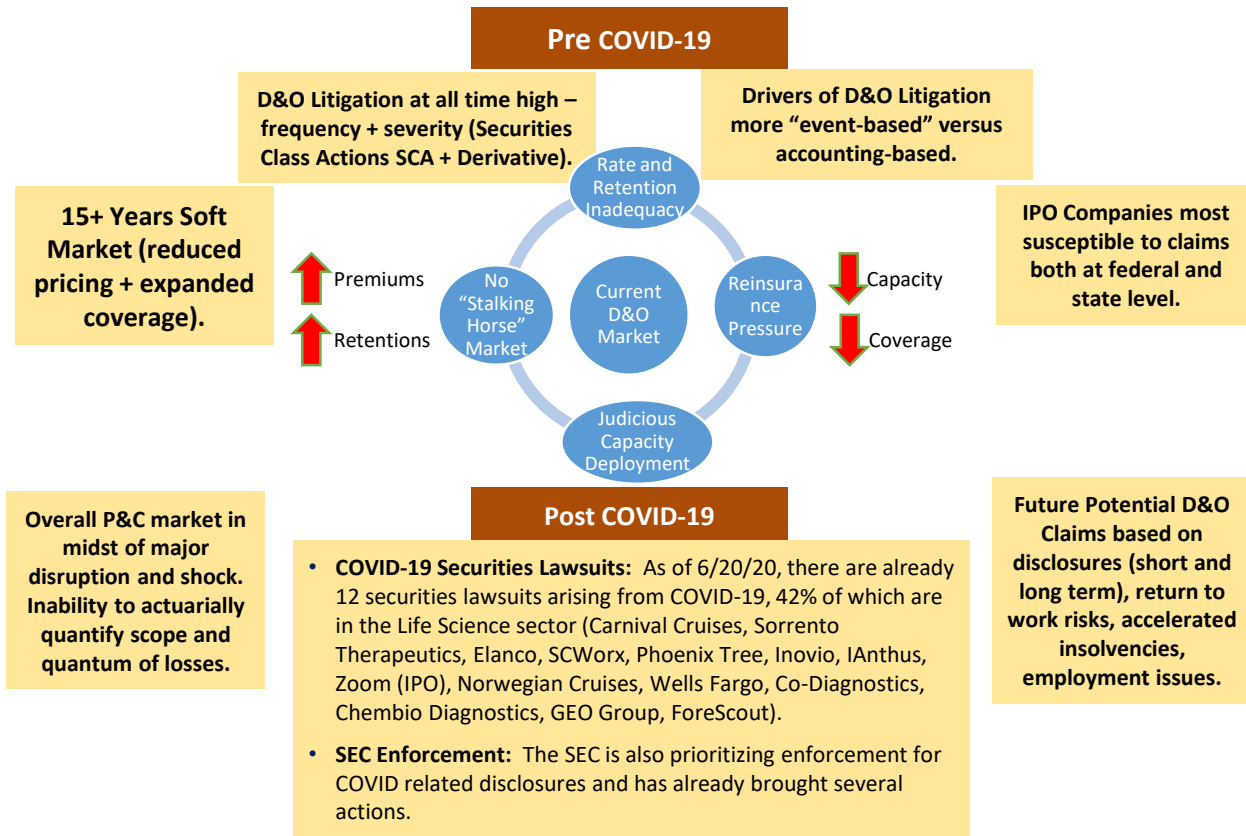 Pre COVID-19
D&O Litigation at all time high –
frequency + severity (Securities
Class Actions SCA + Derivative).
Drivers of D&O Litigation
more “event-based” versus
accounting-based.
15+ Years Soft
Market (reduced
pricing + expanded
coverage).
Premiums
Retentions
Rate and
Retention
Inadequacy
No
“Stalking
Horse”
Market
Current
D&O
Market
Reinsura
nce
Pressure
Judicious
Capacity
Deployment
Capacity
Coverage
IPO Companies most
susceptible to claims
both at federal and
state level.
Post COVID-19
Overall P&C market in
midst of major
disruption and shock.
Inability to actuarially
quantify scope and
quantum of losses.
• COVID-19 Securities Lawsuits: As of 6/20/20, there are already
12 securities lawsuits arising from COVID-19, 42% of which are
in the Life Science sector (Carnival Cruises, Sorrento
Therapeutics, Elanco, SCWorx, Phoenix Tree, Inovio, IAnthus,
Zoom (IPO), Norwegian Cruises, Wells Fargo, Co-Diagnostics,
Chembio Diagnostics, GEO Group, ForeScout).
• SEC Enforcement: The SEC is also prioritizing enforcement for
COVID related disclosures and has already brought several
actions.
Future Potential D&O
Claims based on
disclosures (short and
long term), return to
work risks, accelerated
insolvencies,
employment issues.